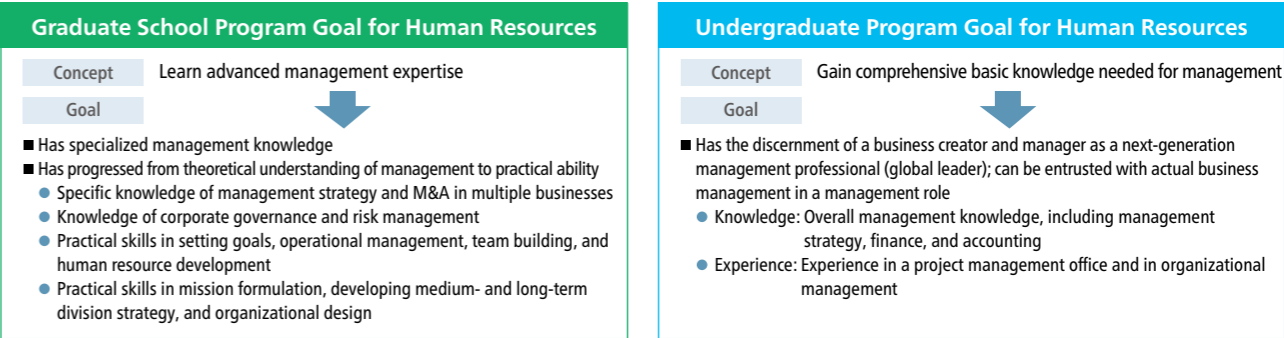 Graduate School Program Goal for Human Resources
Concept Learn advanced management expertise
Goal
■ Has specialized management knowledge
■ Has progressed from theoretical understanding of management to practical ability
● Specific knowledge of management strategy and M&A in multiple businesses
● Knowledge of corporate governance and risk management
● Practical skills in setting goals, operational management, team building, and
human resource development
● Practical skills in mission formulation, developing medium- and long-term
division strategy, and organizational design
Undergraduate Program Goal for Human Resources
Concept Gain comprehensive basic knowledge needed for management
Goal
■ Has the discernment of a business creator and manager as a next-generation
management professional (global leader); can be entrusted with actual business
management in a management role
● Knowledge: Overall management knowledge, including management
strategy, finance, and accounting
● Experience: Experience in a project management office and in organizational
management